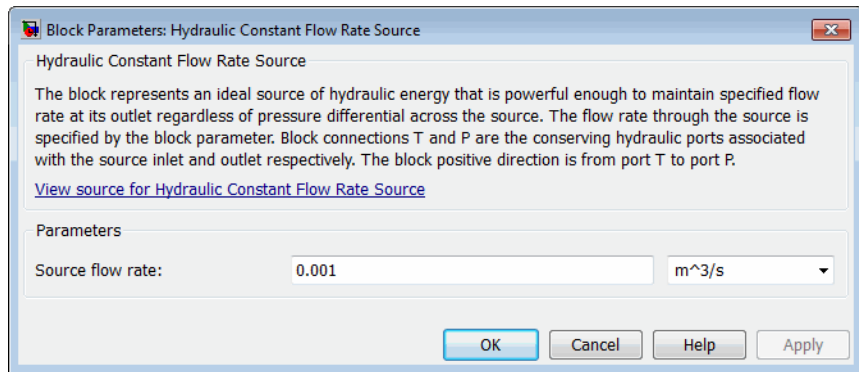 Block Parameters: Hydraulic Constant Flow Rate Source
Hydraulic Constant Flow Rate Source
The block represents an ideal source of hydraulic energy that is powerful enough to maintain specified flow
rate at its outlet regardless of pressure differential across the source. The flow rate through the source is
specified by the block parameter. Block connections T and P are the conserving hydraulic ports associated
with the source inlet and outlet respectively. The block positive direction is from port T to port P.
View source for Hydraulic Constant Flow Rate Source
Parameters
Source flow rate: 0.001 m^3/s
OK Cancel Help Apply